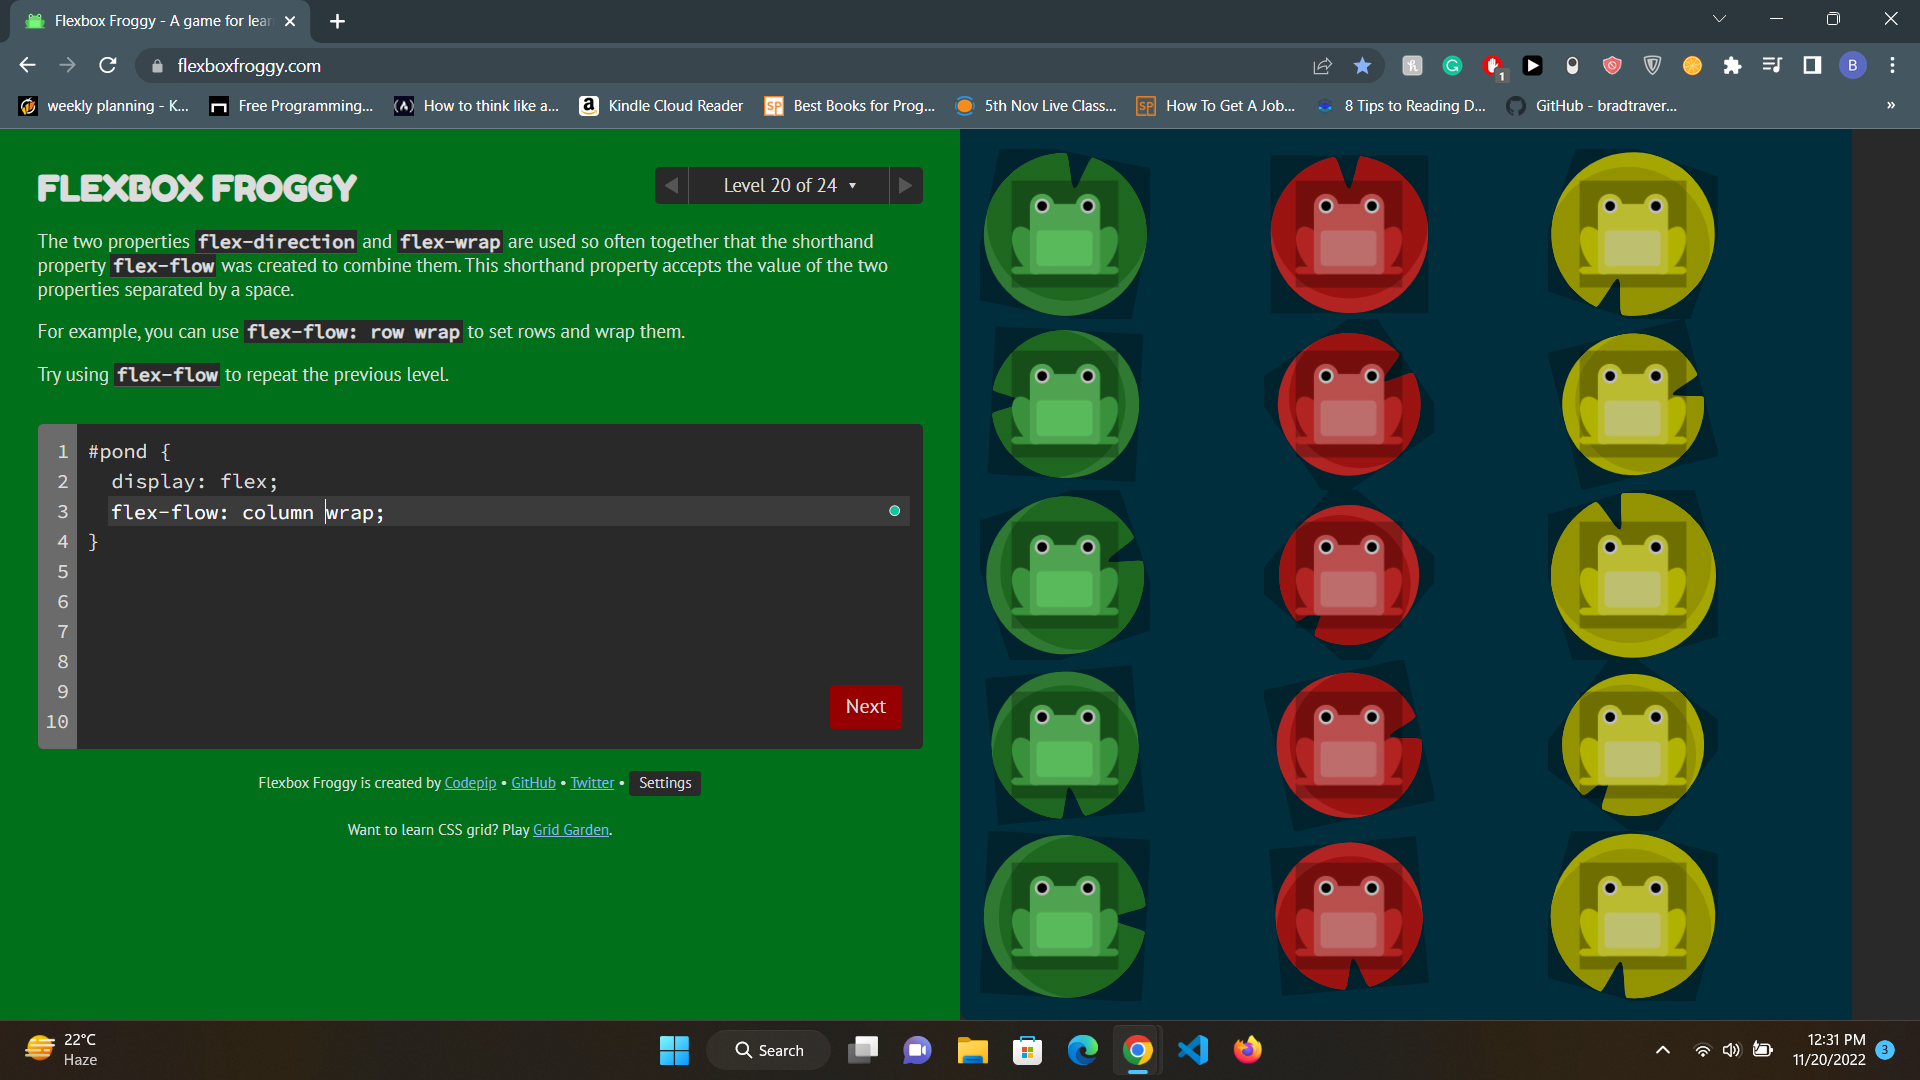 Flexbox Froggy - A game for lear
flexboxfroggy.com
1
B
weekly planning - K...
Free Programming...
How to think like a...
Kindle Cloud Reader
Best Books for Prog...
5th Nov Live Class...
How To Get A Job...
8 Tips to Reading D...
GitHub - bradtraver...
»
FLEXBOX FROGGY
Level 20 of 24
The two properties flex-direction and flex-wrap are used so often together that the shorthand
property flex-flow was created to combine them. This shorthand property accepts the value of the two
properties separated by a space.
For example, you can use flex-flow: row wrap to set rows and wrap them.
Try using flex-flow to repeat the previous level.
1 #pond {
2 display: flex;
3 flex-flow: column wrap;
4 }
5
6
7
8
9
10
Next
Flexbox Froggy is created by Codepip • GitHub • Twitter • Settings
Want to learn CSS grid? Play Grid Garden.
22°C
Haze
Search
12:31 PM
11/20/2022
3